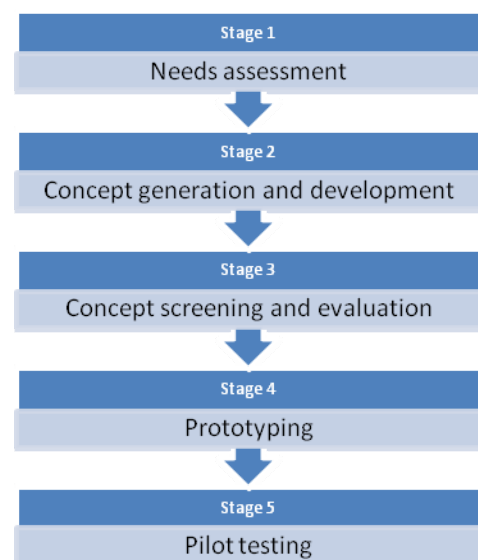 Stage 1
Needs assessment
Stage 2
Concept generation and development
Stage 3
Concept screening and evaluation
Stage 4
Prototyping
Stage 5
Pilot testing